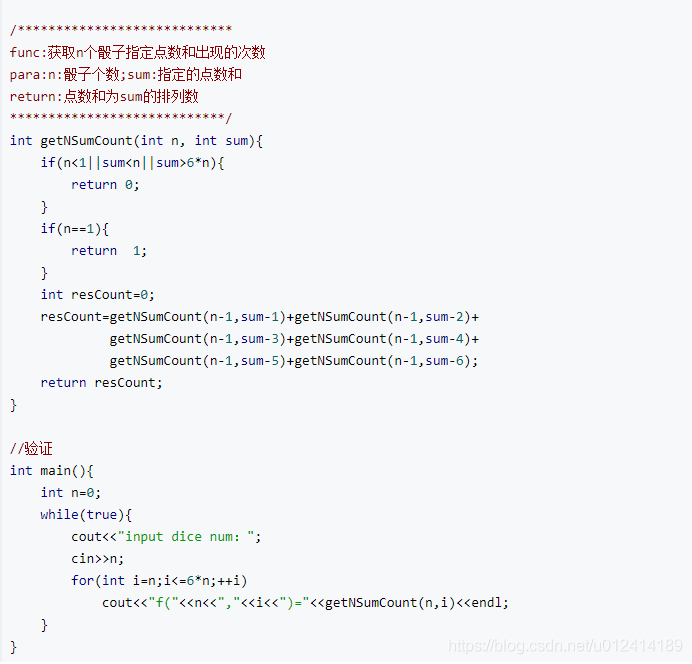 /****************************
func:获取n个骰子指定点数和出现的次数
para:n:骰子个数;sum:指定的点数和
return:点数和为sum的排列数
****************************/
int getNSumCount(int n, int sum){
    if(n<1||sum<n||sum>6*n){
        return 0;
    }
    if(n==1){
        return  1;
    }
    int resCount=0;
    resCount=getNSumCount(n-1,sum-1)+getNSumCount(n-1,sum-2)+
             getNSumCount(n-1,sum-3)+getNSumCount(n-1,sum-4)+
             getNSumCount(n-1,sum-5)+getNSumCount(n-1,sum-6);
    return resCount;
}
//验证
int main(){
    int n=0;
    while(true){
        cout<<"input dice num：";
        cin>>n;
        for(int i=n;i<=6*n;++i)
            cout<<"f("<<n<<","<<i<<")="<<getNSumCount(n,i)<<endl;
    }
}
https://blog.csdn.net/u012414189